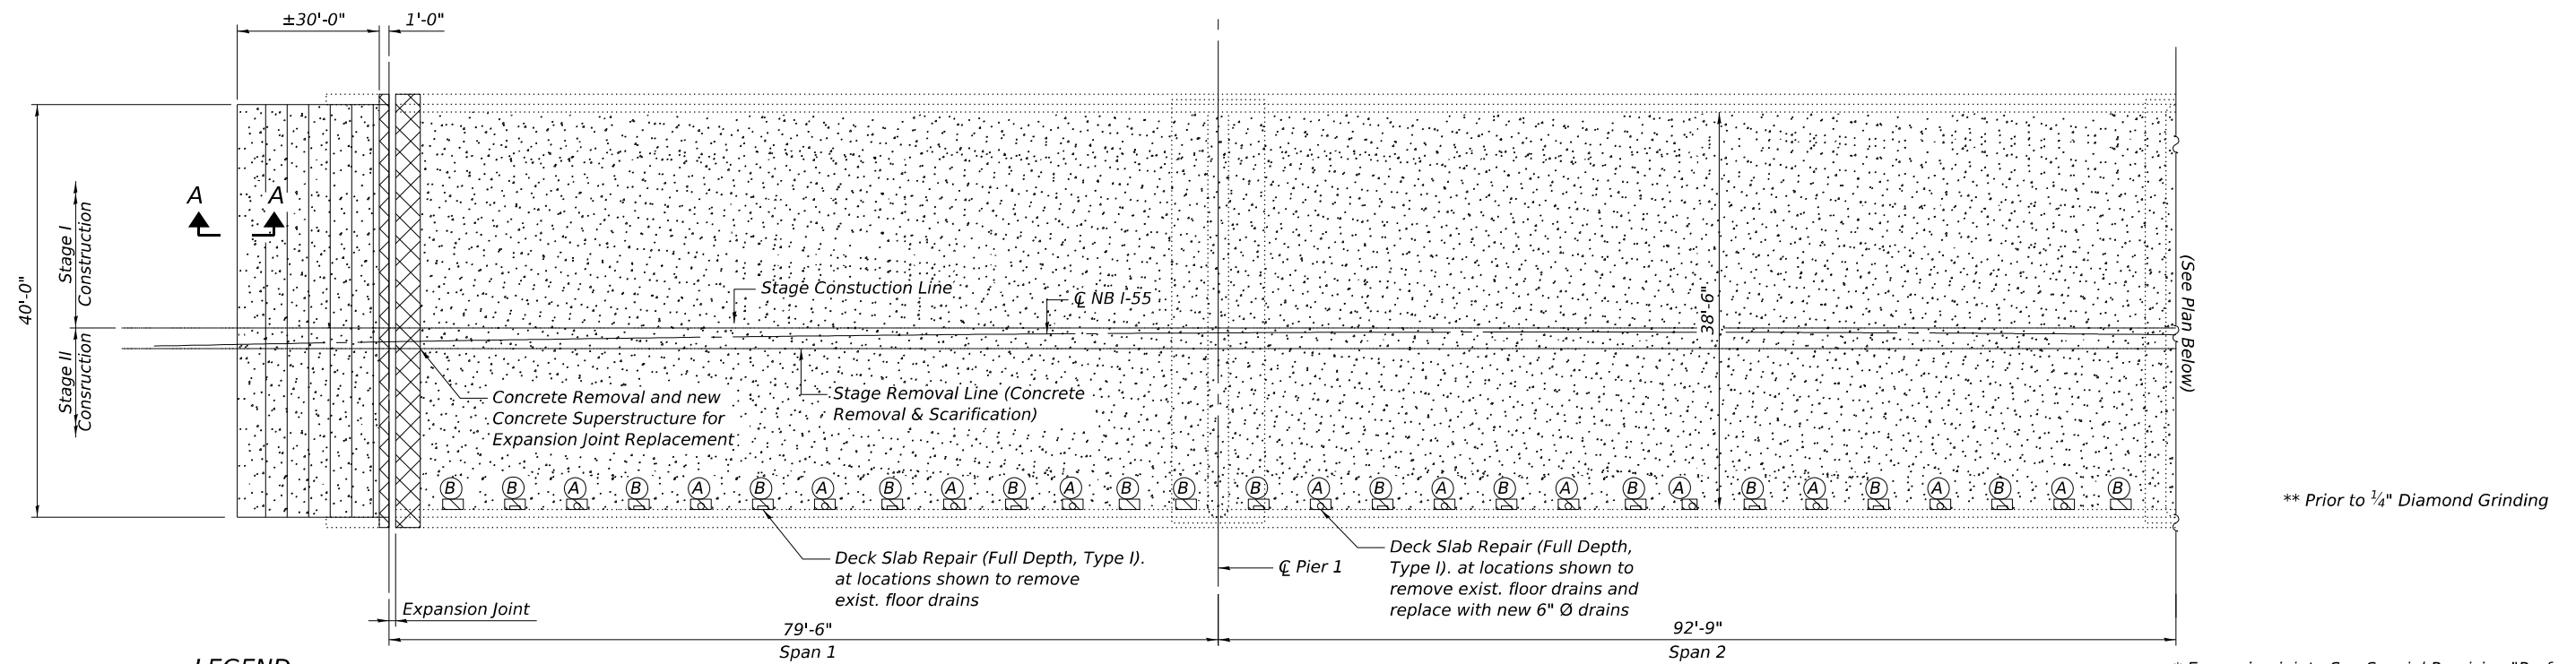 ±30'-0"
1'-0"
40'-0"
A
A
Stage I
Construction
Stage II
Consruction
Stage Constuction Line
℄ NB I-55
38'-6"
(See Plan Below)
Concrete Removal and new
Concrete Superstructure for
Expansion Joint Replacement
Stage Removal Line (Concrete
Removal & Scarification)
B B A B A B A B A B A B B B A B A B A B A B A B A B A B
** Prior to ¼" Diamond Grinding
Deck Slab Repair (Full Depth, Type I).
at locations shown to remove
exist. floor drains
℄ Pier 1
Deck Slab Repair (Full Depth,
Type I). at locations shown to
remove exist. floor drains and
replace with new 6" Ø drains
Expansion Joint
79'-6"
Span 1
92'-9"
Span 2
LEGEND